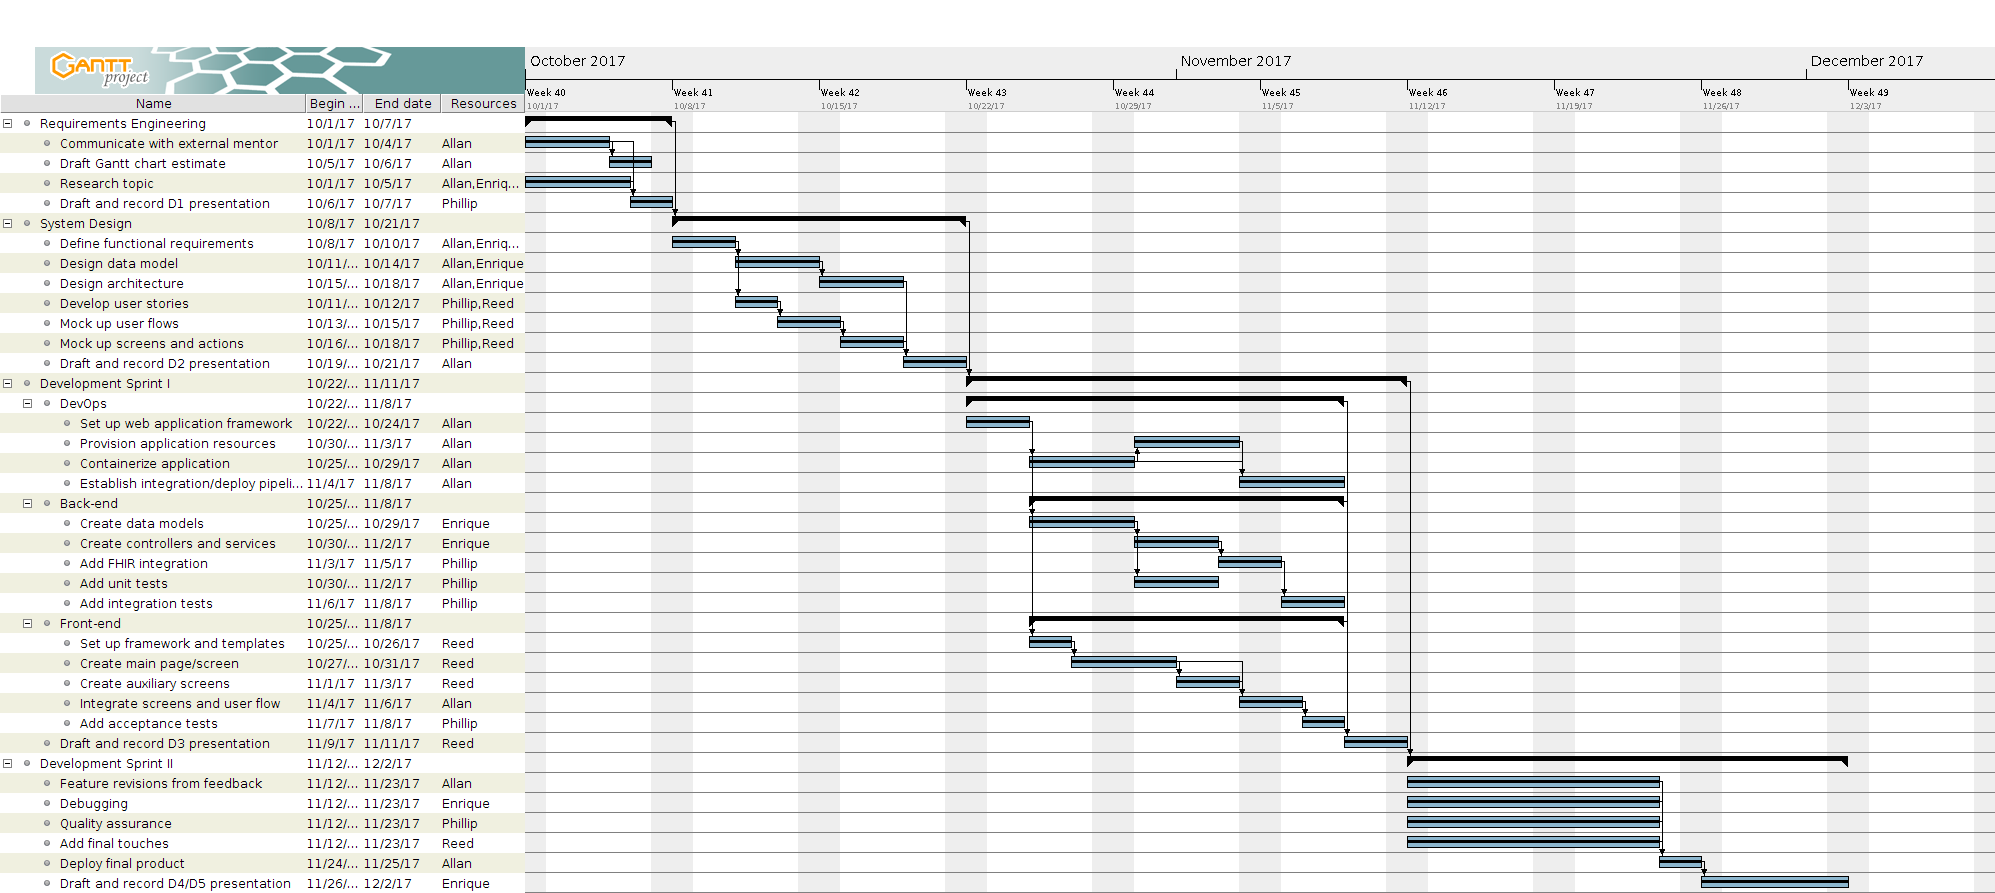 GANTT
project
October 2017 November 2017 December 2017
Week 40 Week 41 Week 42 Week 43 Week 44 Week 45 Week 46 Week 47 Week 48 Week 49
10/1/17 10/8/17 10/15/17 10/22/17 10/29/17 11/5/17 11/12/17 11/19/17 11/26/17 12/3/17
Name Begin ... End date Resources
Requirements Engineering 10/1/17 10/7/17
Communicate with external mentor 10/1/17 10/4/17 Allan
Draft Gantt chart estimate 10/5/17 10/6/17 Allan
Research topic 10/1/17 10/5/17 Allan,Enriq...
Draft and record D1 presentation 10/6/17 10/7/17 Phillip
System Design 10/8/17 10/21/17
Define functional requirements 10/8/17 10/10/17 Allan,Enriq...
Design data model 10/11/... 10/14/17 Allan,Enrique
Design architecture 10/15/... 10/18/17 Allan,Enrique
Develop user stories 10/11/... 10/12/17 Phillip,Reed
Mock up user flows 10/13/... 10/15/17 Phillip,Reed
Mock up screens and actions 10/16/... 10/18/17 Phillip,Reed
Draft and record D2 presentation 10/19/... 10/21/17 Allan
Development Sprint I 10/22/... 11/11/17
DevOps 10/22/... 11/8/17
Set up web application framework 10/22/... 10/24/17 Allan
Provision application resources 10/30/... 11/3/17 Allan
Containerize application 10/25/... 10/29/17 Allan
Establish integration/deploy pipeli... 11/4/17 11/8/17 Allan
Back-end 10/25/... 11/8/17
Create data models 10/25/... 10/29/17 Enrique
Create controllers and services 10/30/... 11/2/17 Enrique
Add FHIR integration 11/3/17 11/5/17 Phillip
Add unit tests 10/30/... 11/2/17 Phillip
Add integration tests 11/6/17 11/8/17 Phillip
Front-end 10/25/... 11/8/17
Set up framework and templates 10/25/... 10/26/17 Reed
Create main page/screen 10/27/... 10/31/17 Reed
Create auxiliary screens 11/1/17 11/3/17 Reed
Integrate screens and user flow 11/4/17 11/6/17 Allan
Add acceptance tests 11/7/17 11/8/17 Phillip
Draft and record D3 presentation 11/9/17 11/11/17 Reed
Development Sprint II 11/12/... 12/2/17
Feature revisions from feedback 11/12/... 11/23/17 Allan
Debugging 11/12/... 11/23/17 Enrique
Quality assurance 11/12/... 11/23/17 Phillip
Add final touches 11/12/... 11/23/17 Reed
Deploy final product 11/24/... 11/25/17 Allan
Draft and record D4/D5 presentation 11/26/... 12/2/17 Enrique